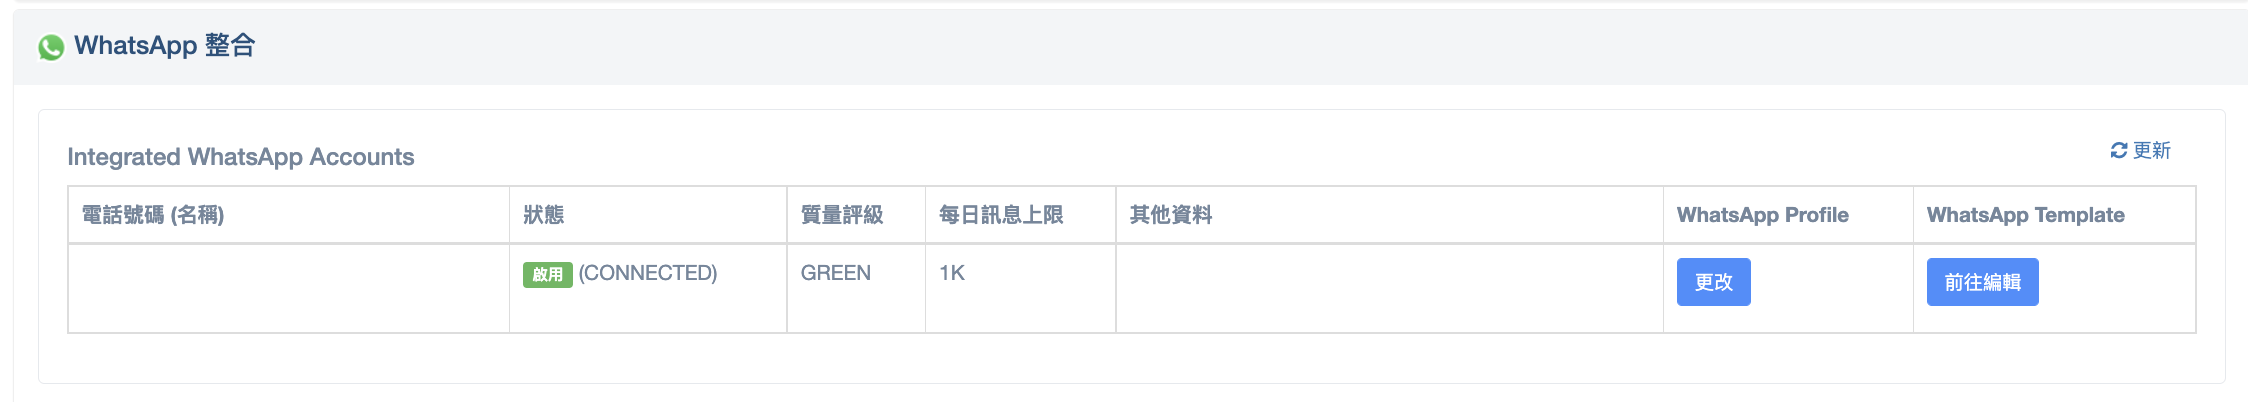 WhatsApp 整合
Integrated WhatsApp Accounts
更新
電話號碼 (名稱) 狀態 質量評級 每日訊息上限 其他資料 WhatsApp Profile WhatsApp Template
啟用 (CONNECTED) GREEN 1K 更改 前往編輯